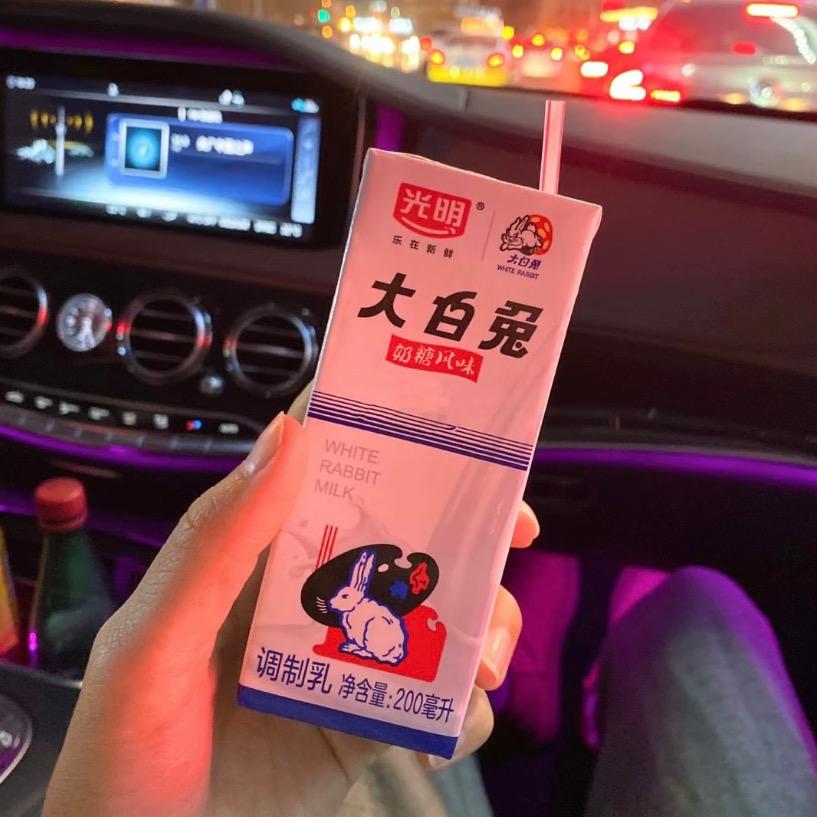 光明®
乐在新鲜
大白兔
WHITE RABBIT
大白兔
奶糖风味
WHITE
RABBIT
MILK
调制乳 净含量:200毫升